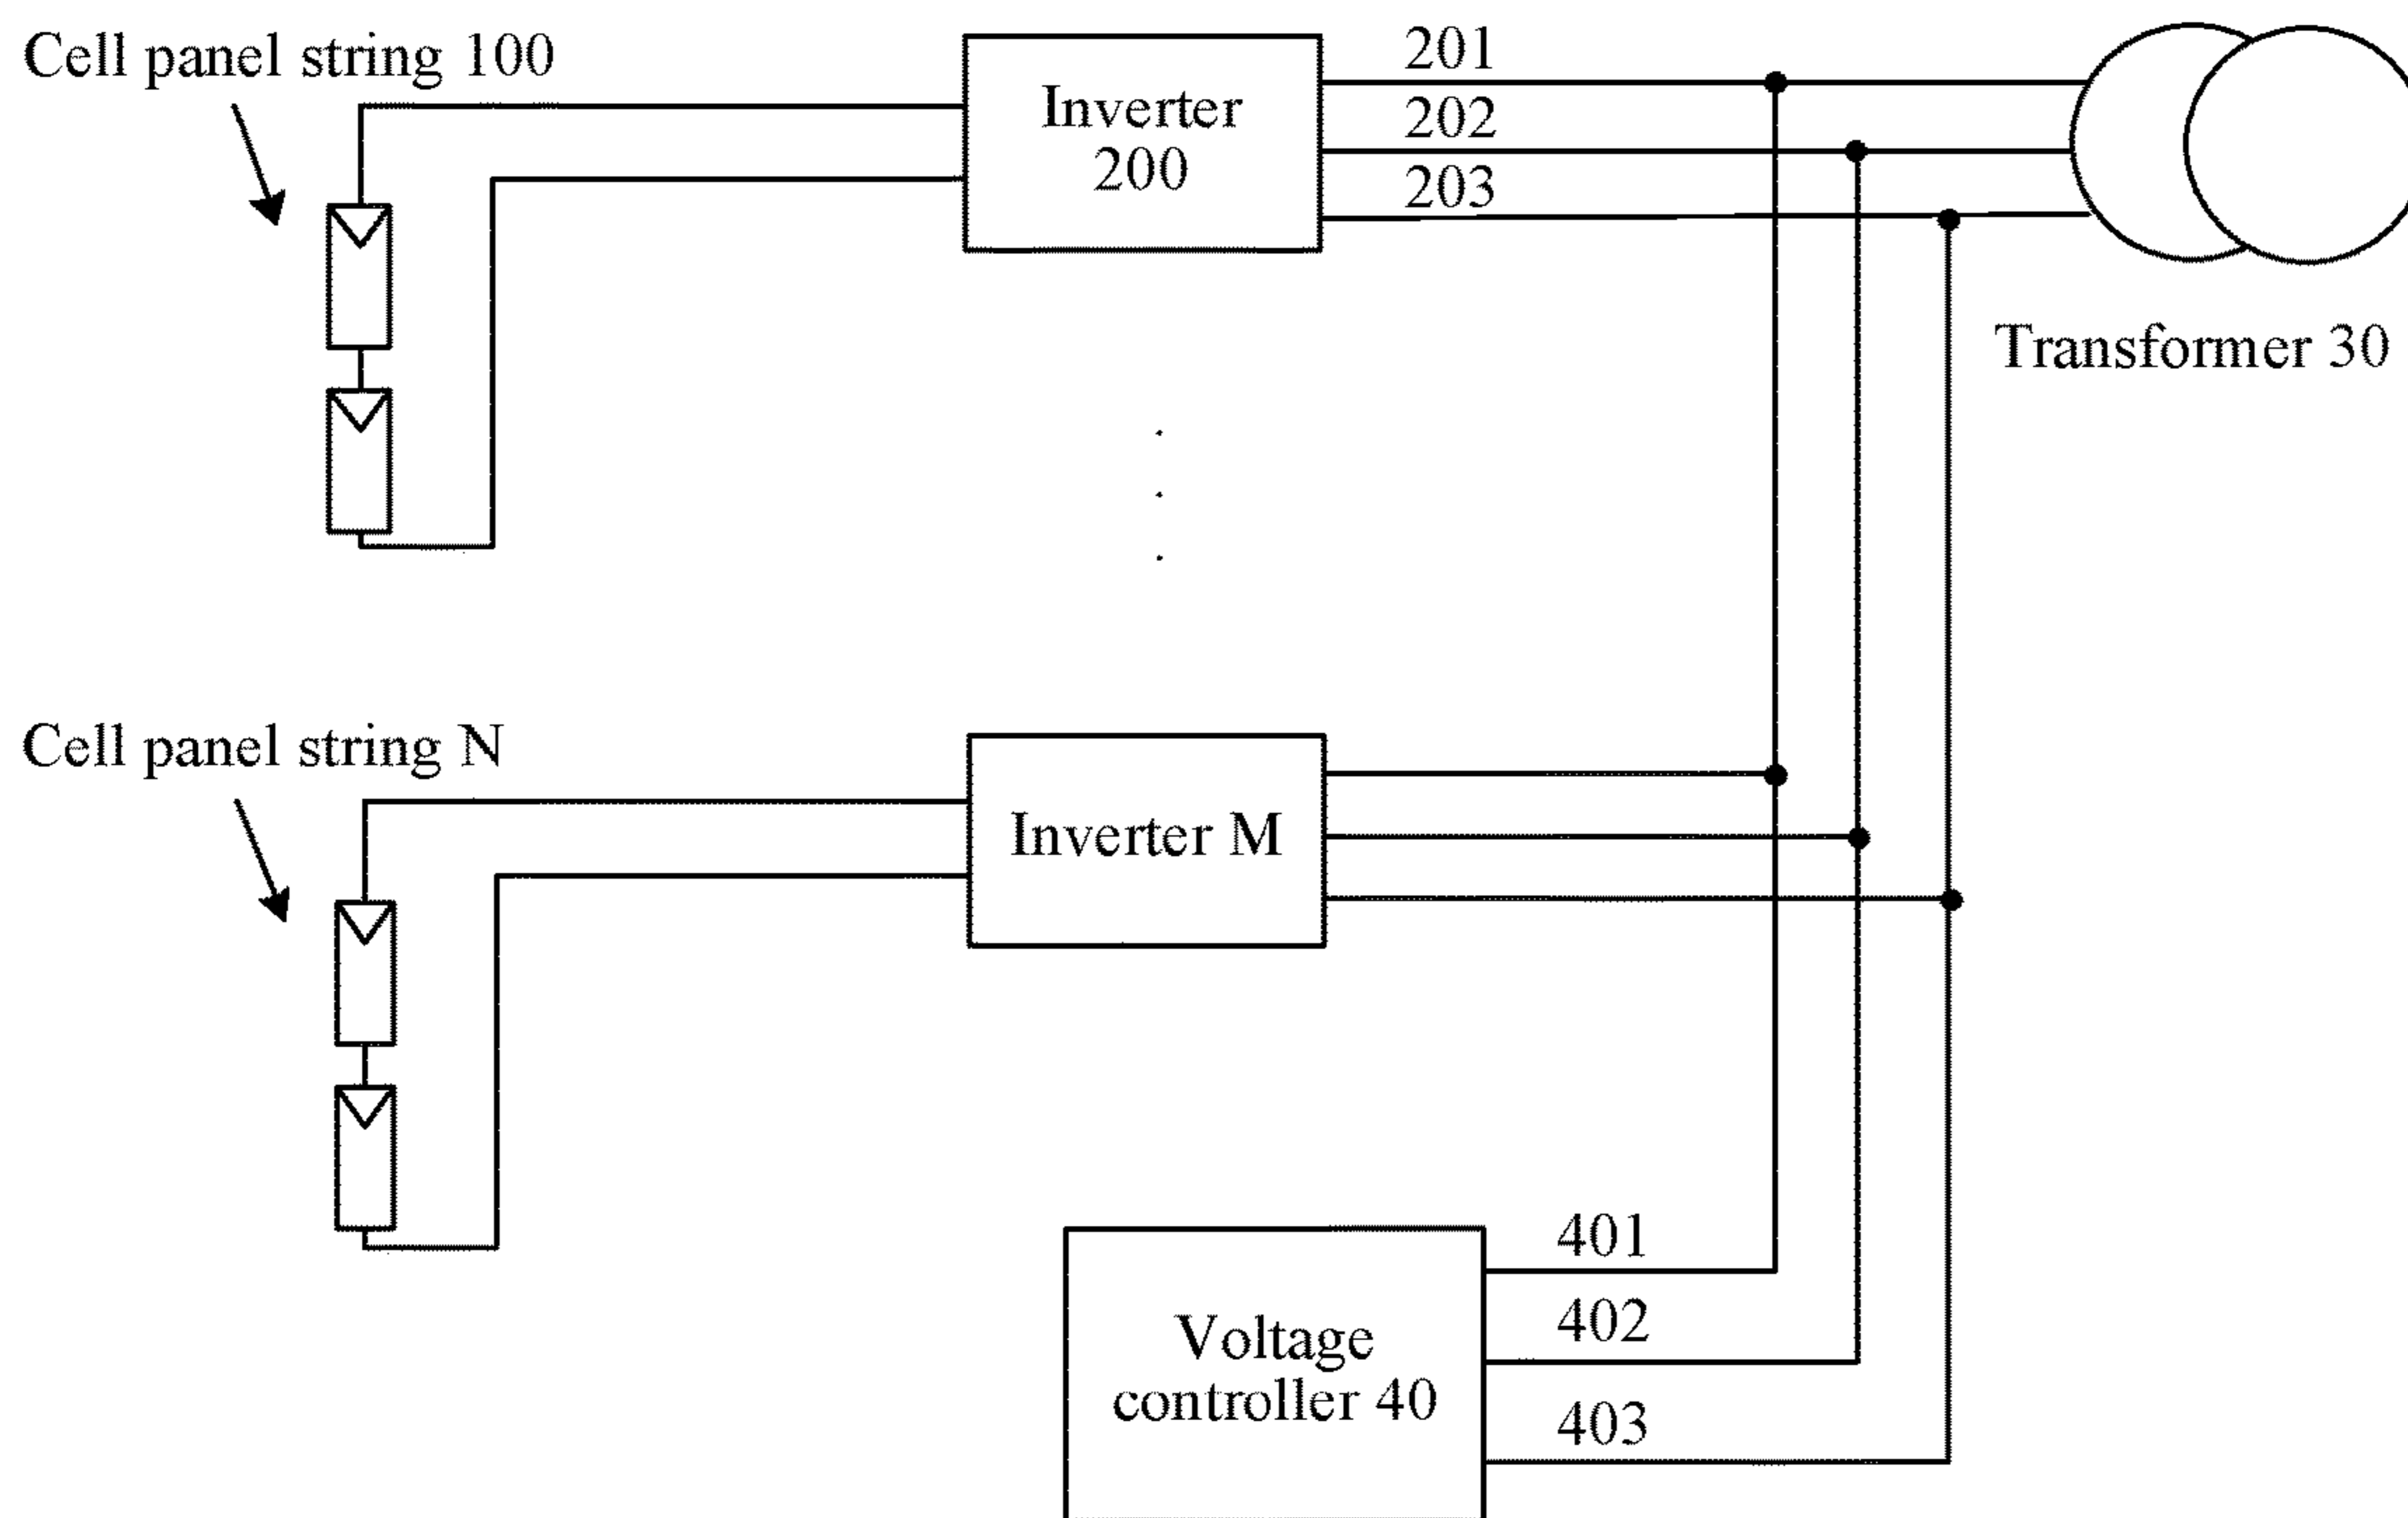 Cell panel string 100
Inverter
200
201
202
203
Transformer 30
Cell panel string N
Inverter M
Voltage
controller 40
401
402
403